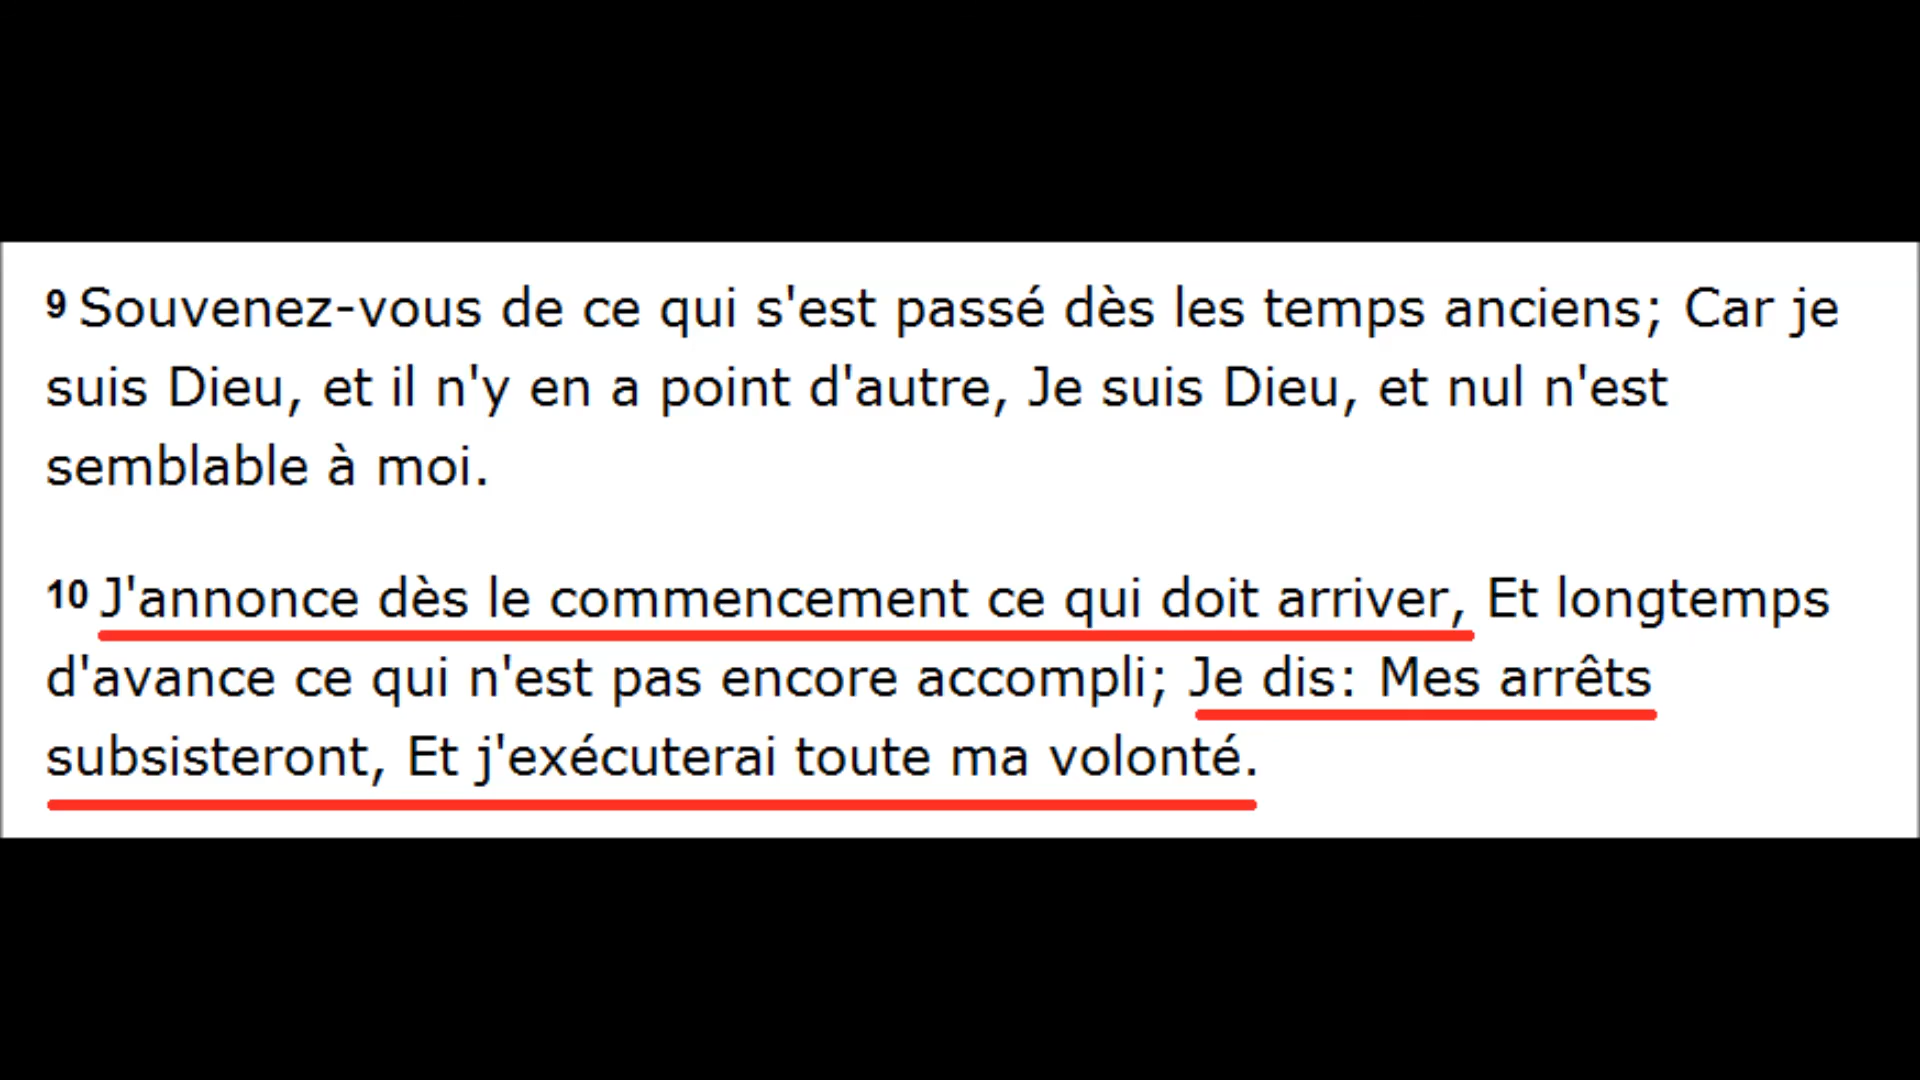 9 Souvenez-vous de ce qui s'est passé dès les temps anciens; Car je
suis Dieu, et il n'y en a point d'autre, Je suis Dieu, et nul n'est
semblable à moi.
10 J'annonce dès le commencement ce qui doit arriver, Et longtemps
d'avance ce qui n'est pas encore accompli; Je dis: Mes arrêts
subsisteront, Et j'exécuterai toute ma volonté.